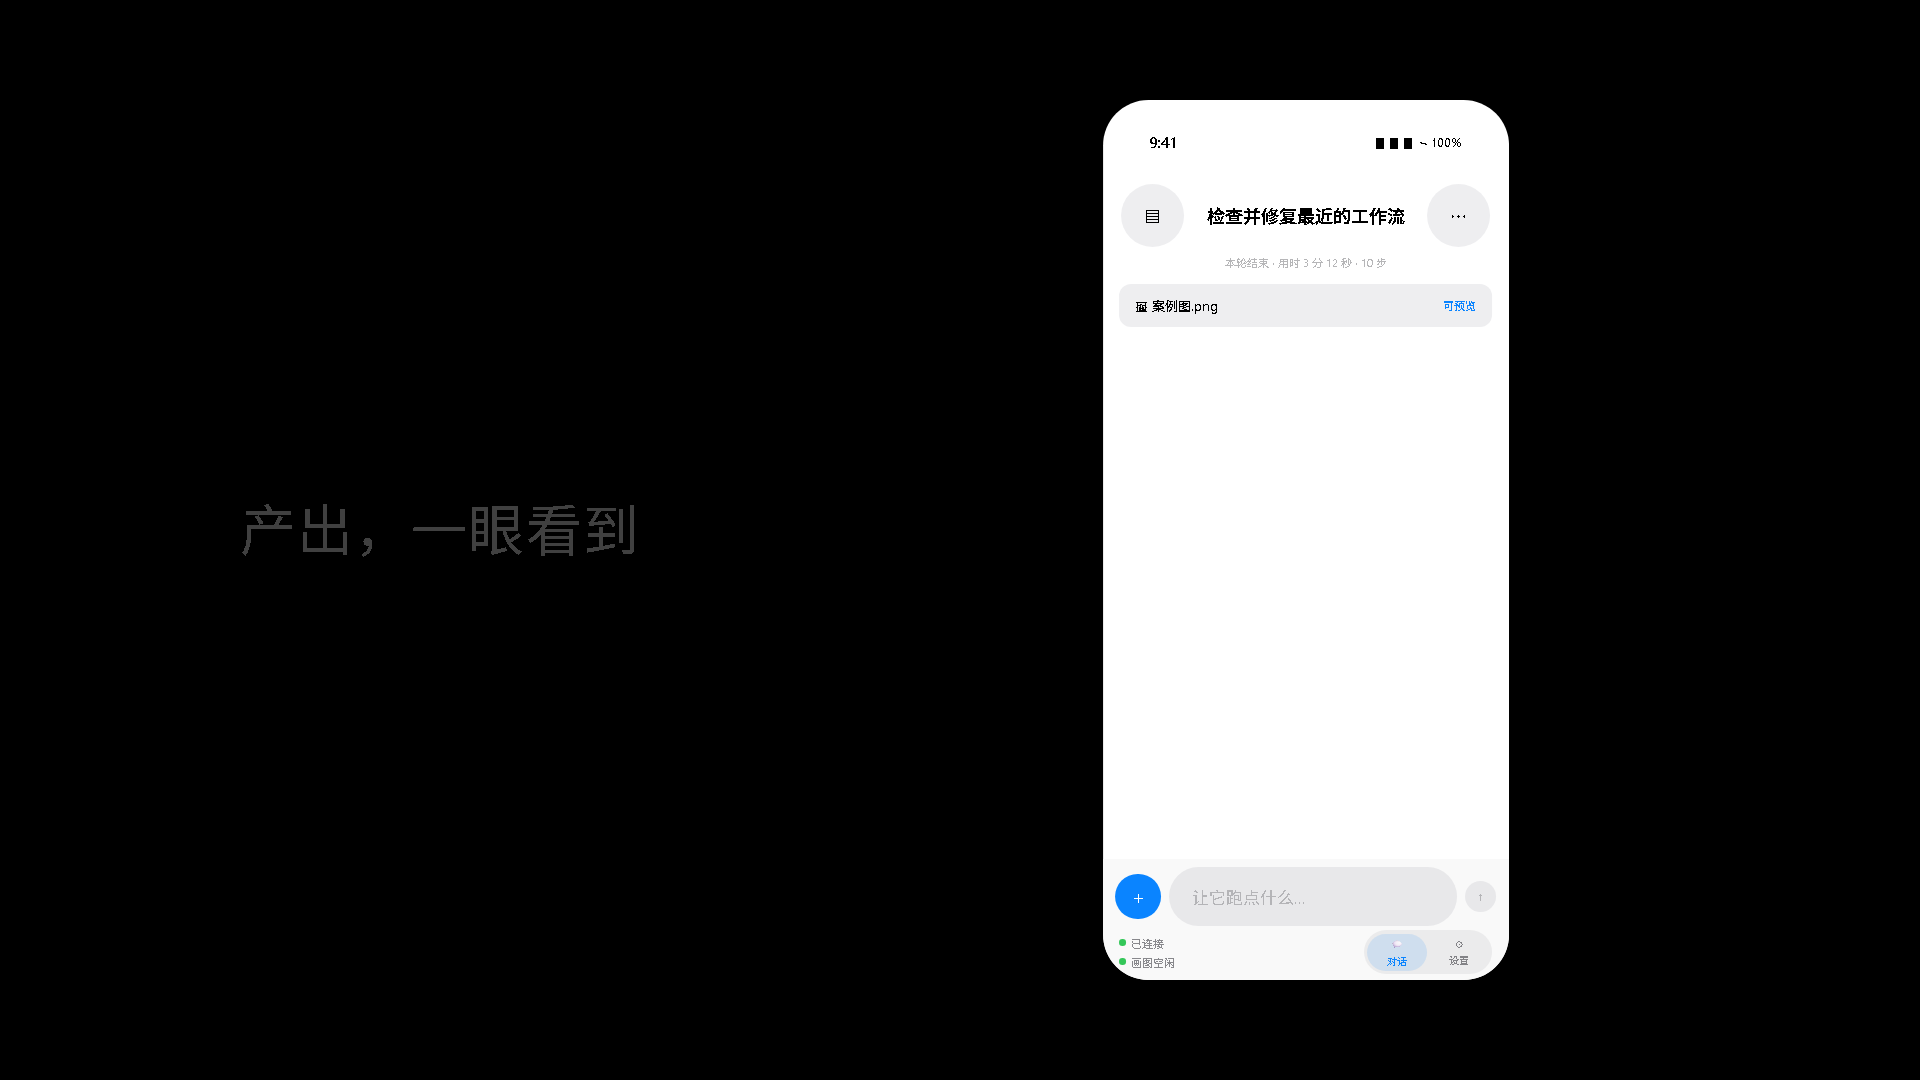 产出，一眼看到
9:41
100%
检查并修复最近的工作流
本轮结束 · 用时 3 分 12 秒 · 10 步
案例图.png
可预览
让它跑点什么...
已连接
画图空闲
对话
设置